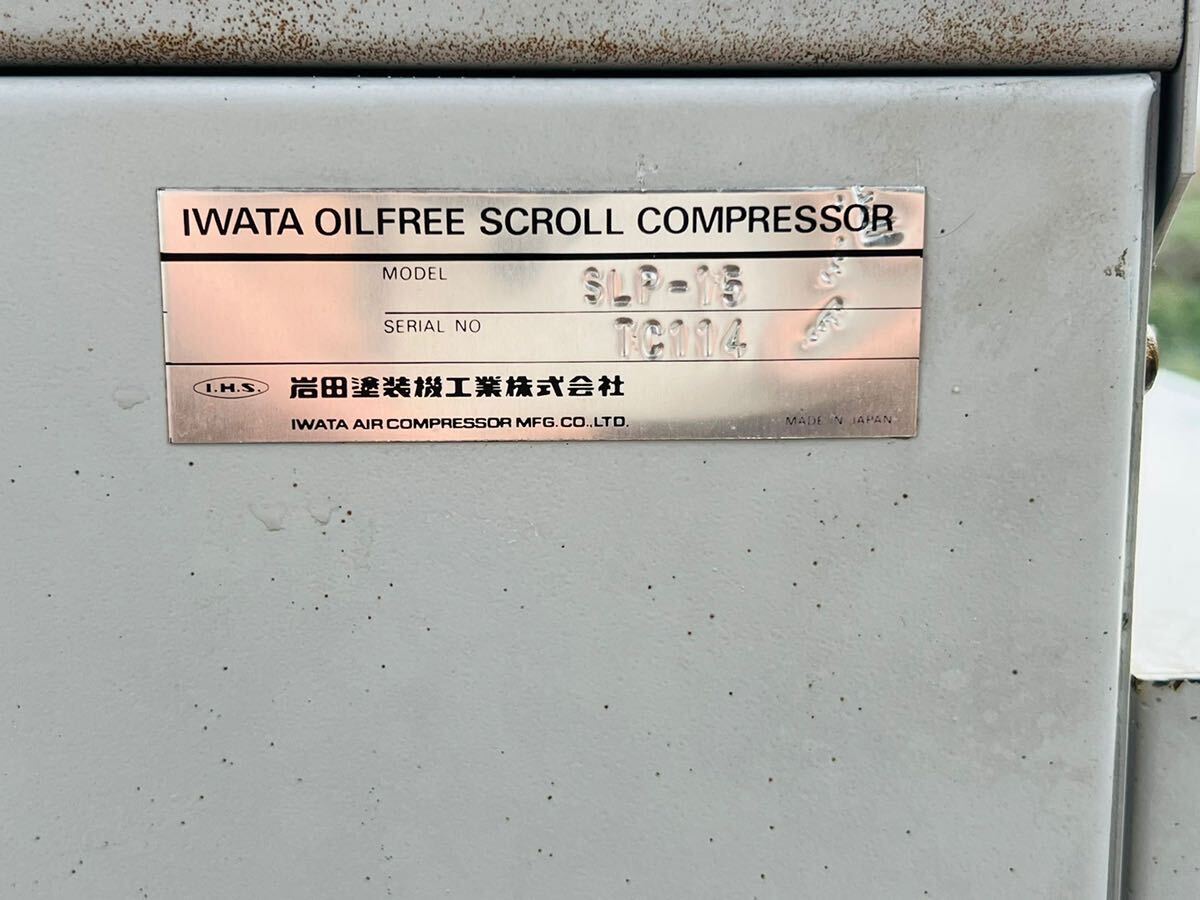 IWATA OILFREE SCROLL COMPRESSOR
MODEL SLP-15
SERIAL NO TC114
I.H.S. 岩田塗装機工業株式会社
IWATA AIR COMPRESSOR MFG. CO.,LTD.
MADE IN JAPAN